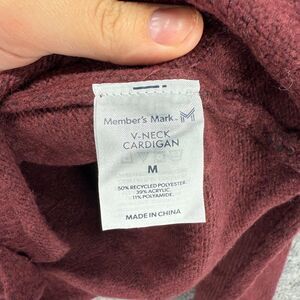 Member's Mark
V-NECK
CARDIGAN
M
50% RECYCLED POLYESTER,
39% ACRYLIC,
11% POLYAMIDE,
MADE IN CHINA